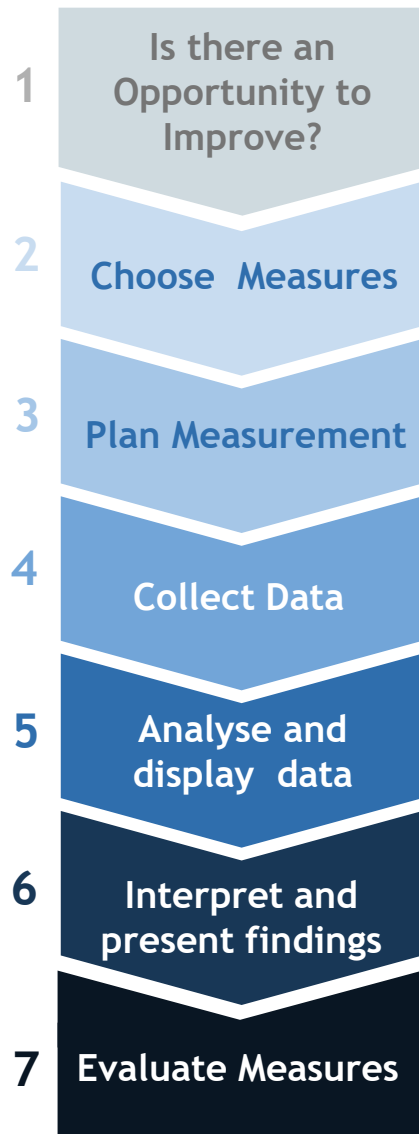 1
Is there an
Opportunity to
Improve?
2
Choose Measures
3
Plan Measurement
4
Collect Data
5
Analyse and
display data
6
Interpret and
present findings
7
Evaluate Measures